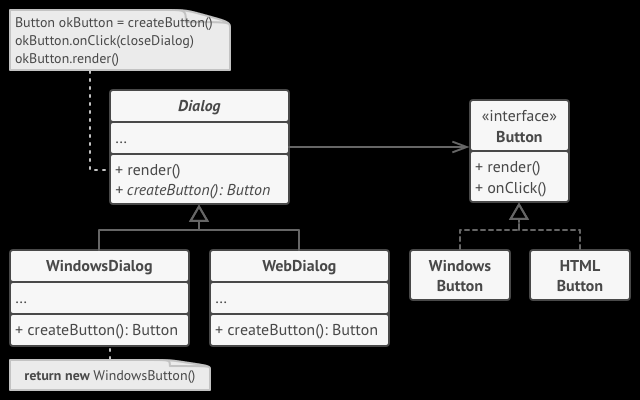 Button okButton = createButton()
okButton.onClick(closeDialog)
okButton.render()
Dialog
...
+ render()
+ createButton(): Button
«interface»
Button
+ render()
+ onClick()
WindowsDialog
...
+ createButton(): Button
WebDialog
...
+ createButton(): Button
Windows
Button
HTML
Button
return new WindowsButton()